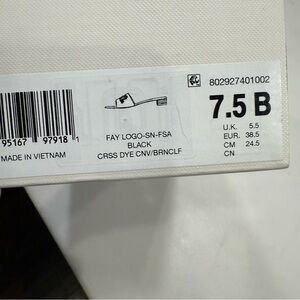 802927401002
7.5 B
95167 97918 1
FAY LOGO-SN-FSA
U.K. 5.5
BLACK
EUR. 38.5
MADE IN VIETNAM
CRSS DYE CNV/BRNCLF
CM 24.5
CN